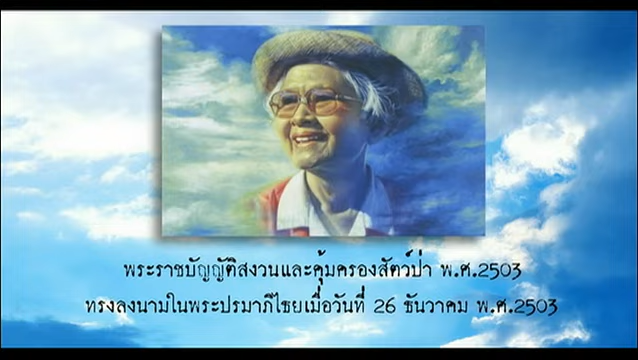 พระราชบัญญัติสงวนและคุ้มครองสัตว์ป่า พ.ศ.2503
ทรงลงนามในพระปรมาภิไธยเมื่อวันที่ 26 ธันวาคม พ.ศ.2503